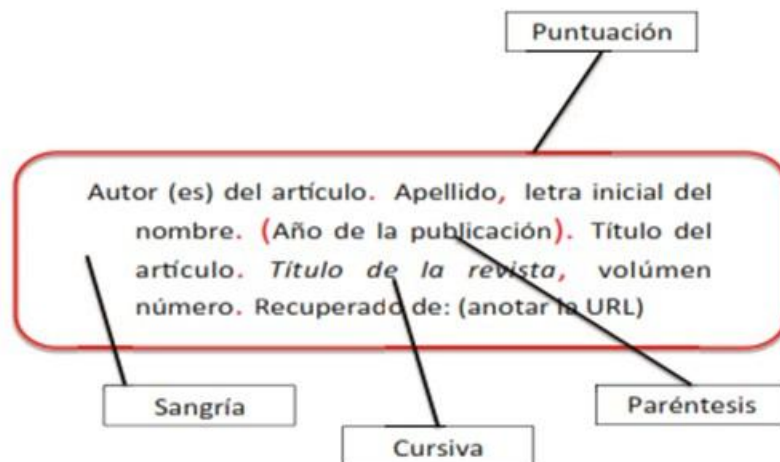 Puntuación
Autor (es) del artículo. Apellido, letra inicial del
nombre. (Año de la publicación). Título del
artículo. Título de la revista, volúmen
número. Recuperado de: (anotar la URL)
Sangría
Paréntesis
Cursiva